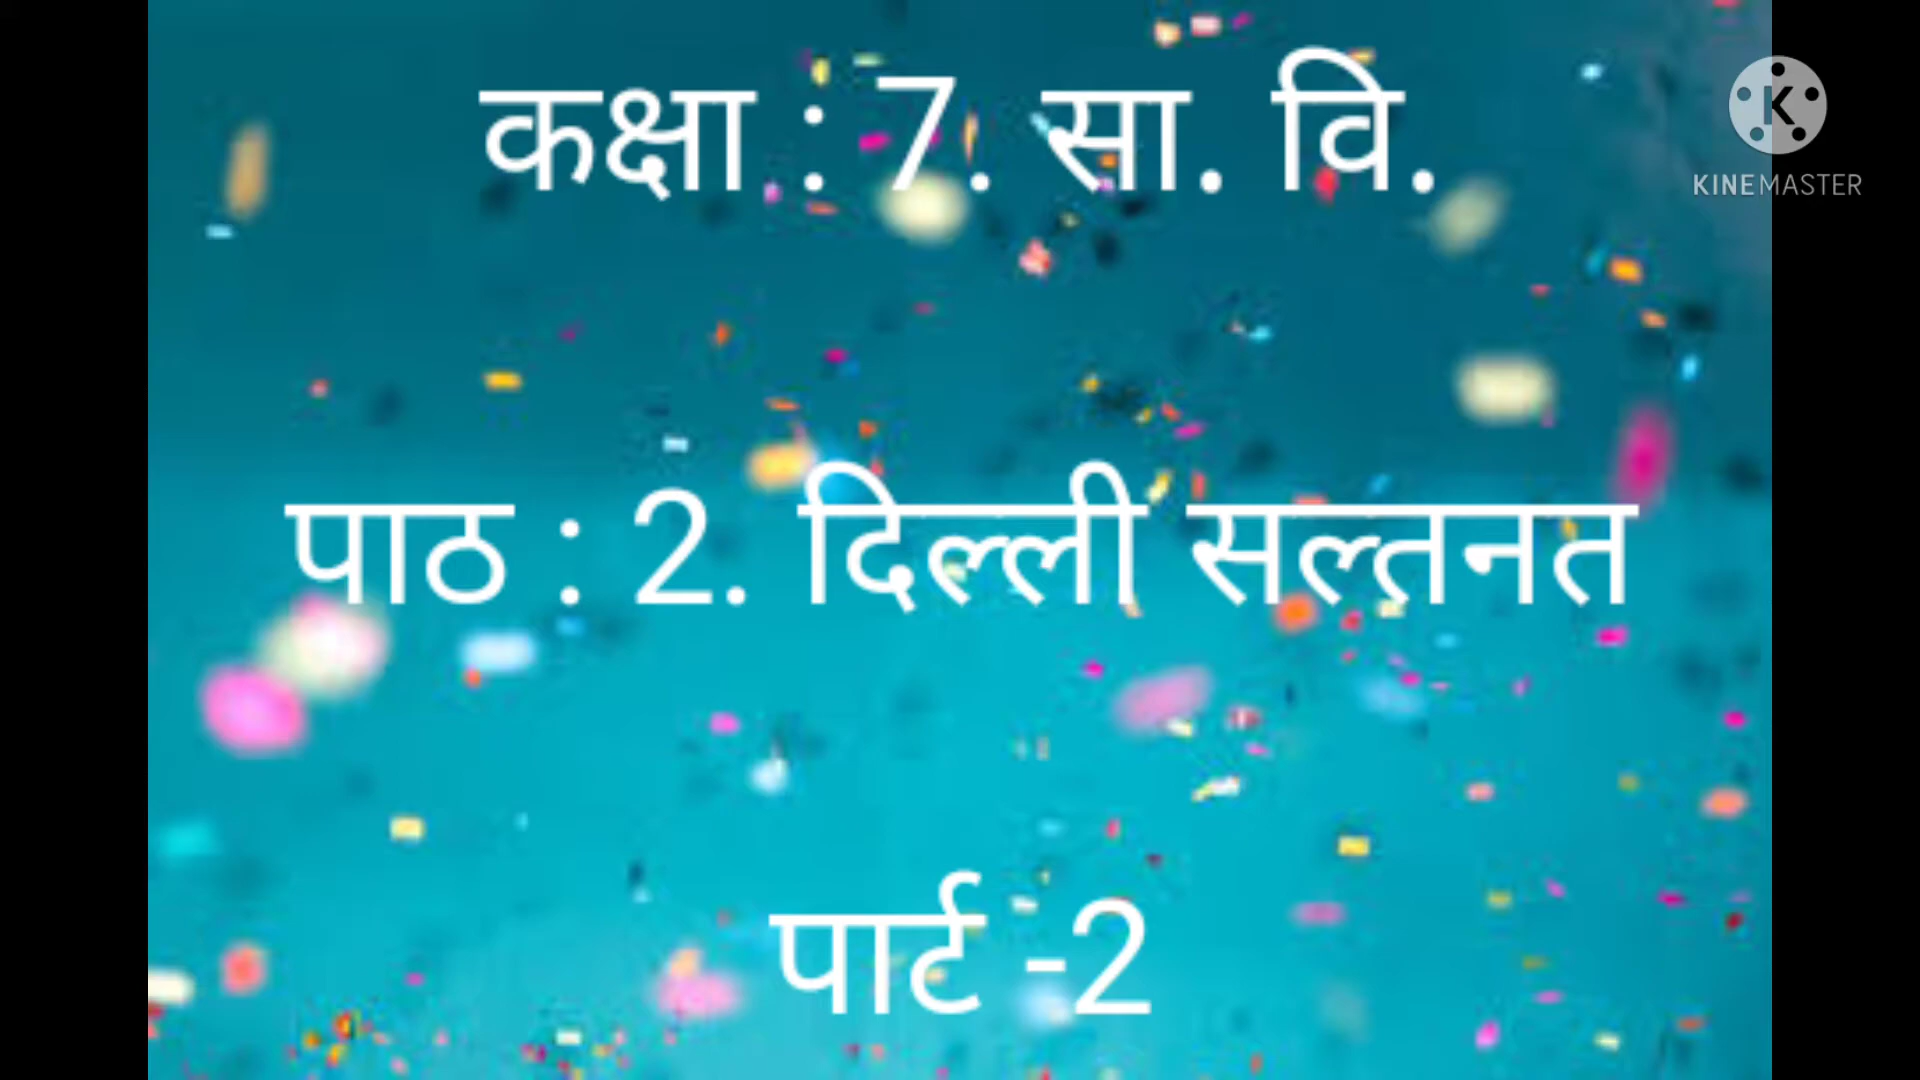 कक्षा : 7. सा. वि.
K
KINEMASTER
पाठ : 2. दिल्ली सल्तनत
पार्ट -2